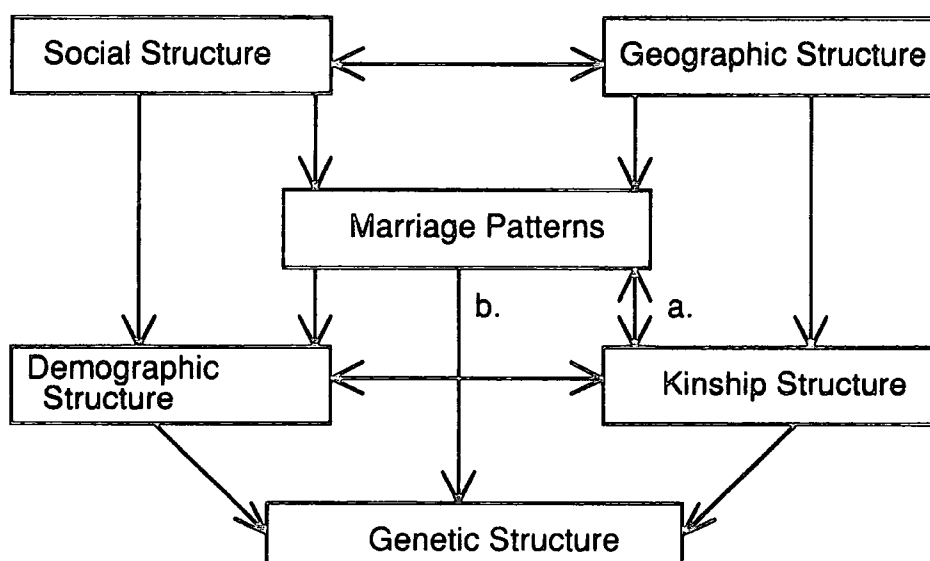 Social Structure
Geographic Structure
Marriage Patterns
b.
a.
Demographic
Structure
Kinship Structure
Genetic Structure